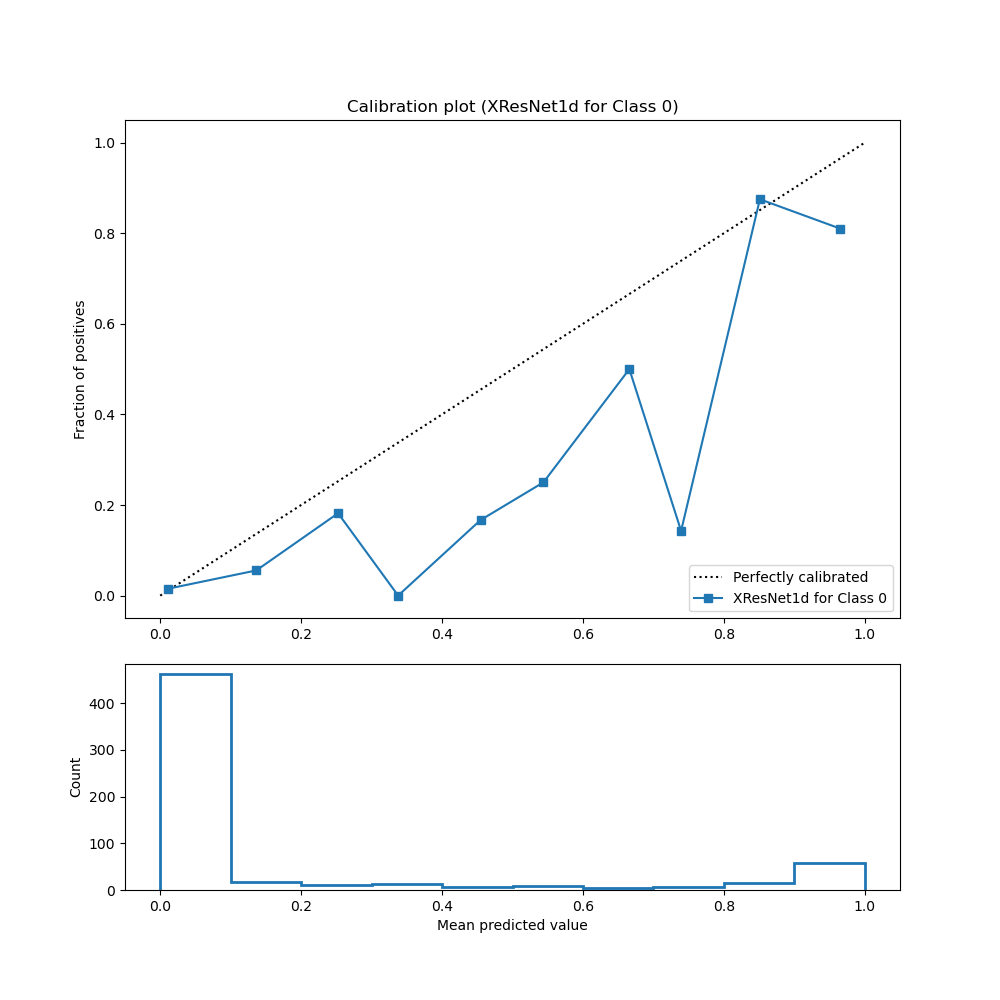 Calibration plot (XResNet1d for Class 0)
1.0
0.8
0.6
0.4
0.2
0.0
Fraction of positives
Perfectly calibrated
XResNet1d for Class 0
0.0 0.2 0.4 0.6 0.8 1.0
400
300
200
100
0
Count
0.0 0.2 0.4 0.6 0.8 1.0
Mean predicted value